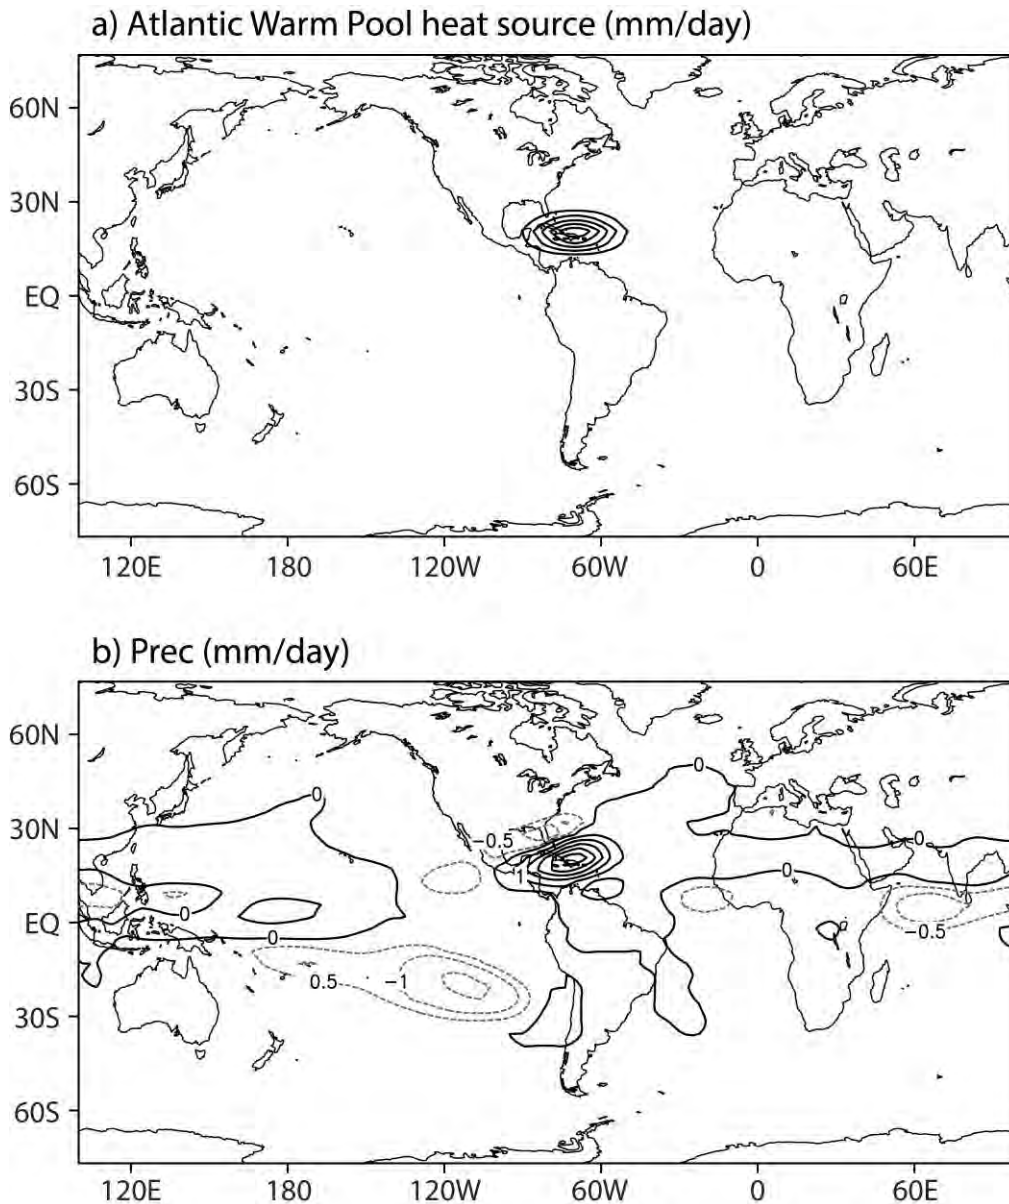 a) Atlantic Warm Pool heat source (mm/day)
60N
30N
EQ
30S
60S
120E 180 120W 60W 0 60E
b) Prec (mm/day)
60N
0
0
30N
−0.5
0
1
0
0
EQ
0
−0.5
0.5
−1
30S
60S
120E 180 120W 60W 0 60E